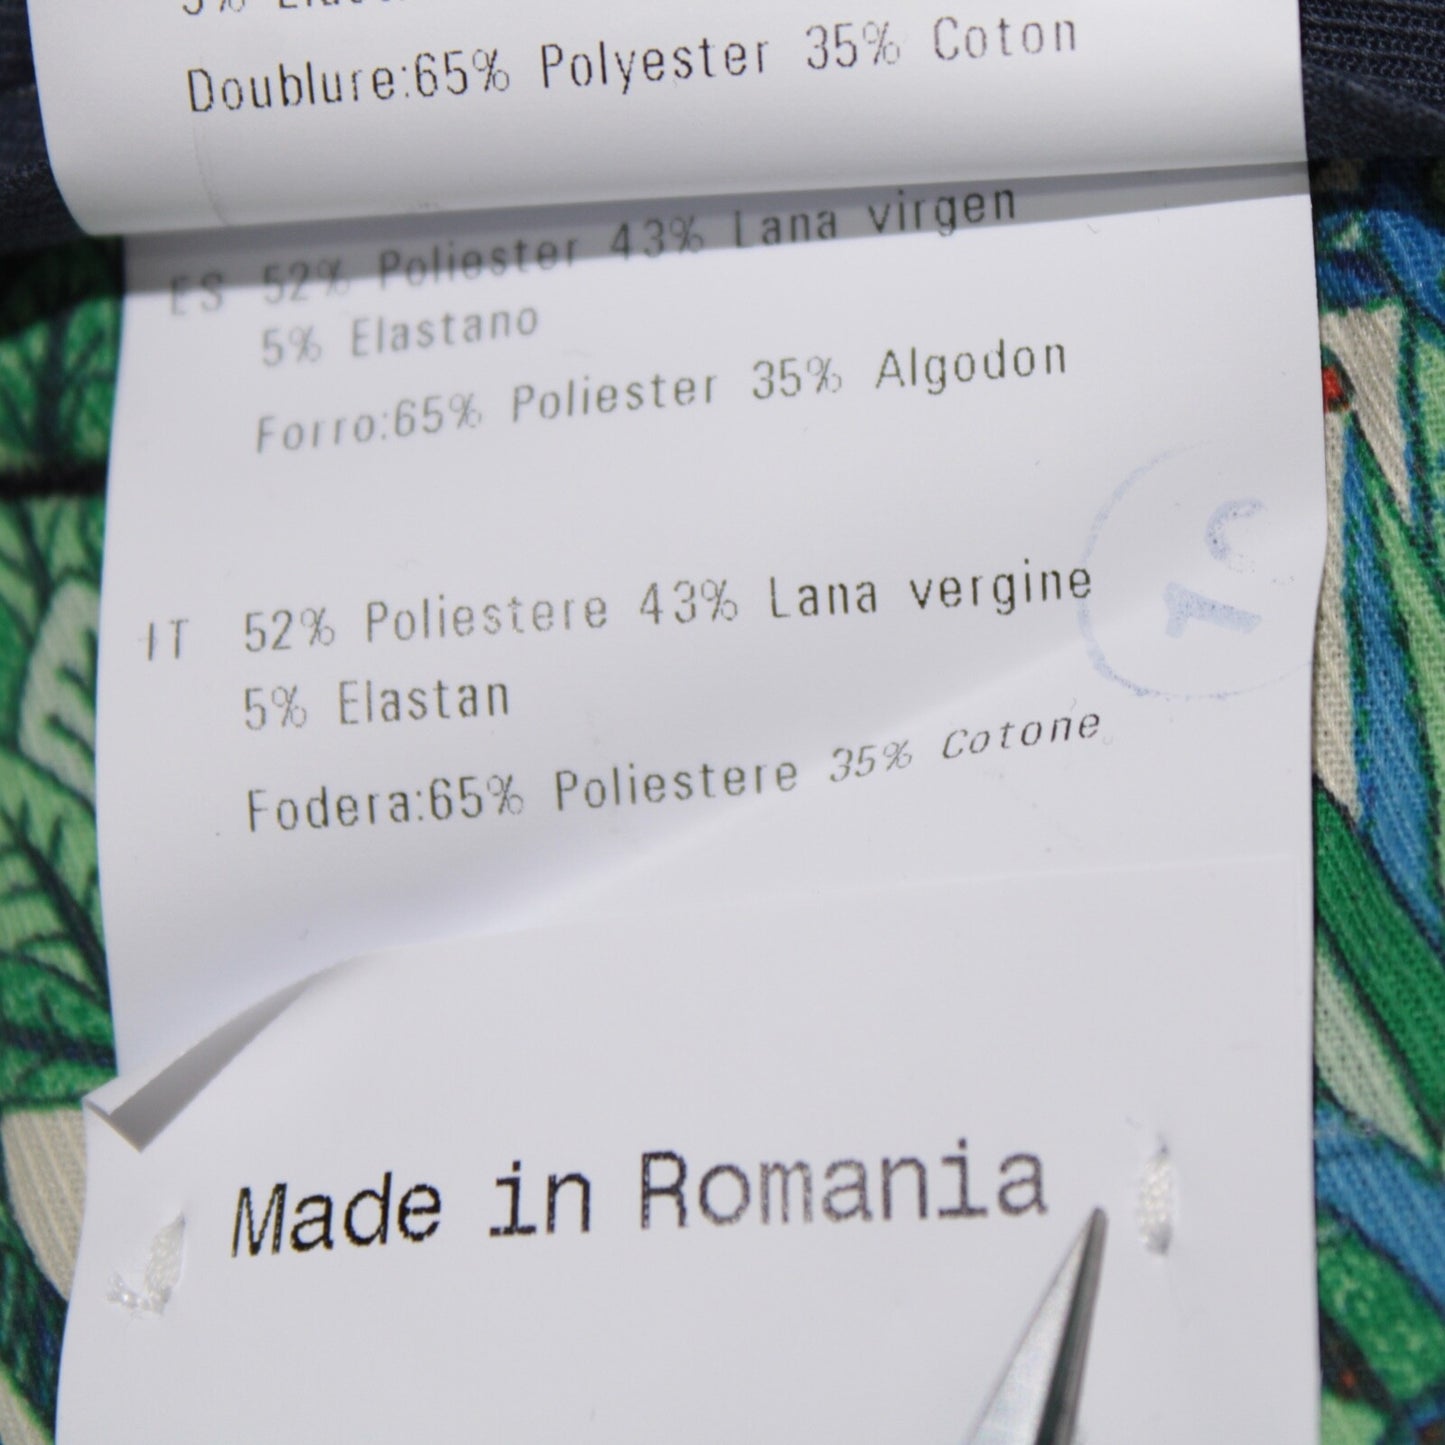 Doublure:65% Polyester 35% Coton
ES 52% Poliester 43% Lana virgen
5% Elastano
Forro:65% Poliester 35% Algodon
IT 52% Poliestere 43% Lana vergine
5% Elastan
Fodera:65% Poliestere 35% Cotone
Made in Romania